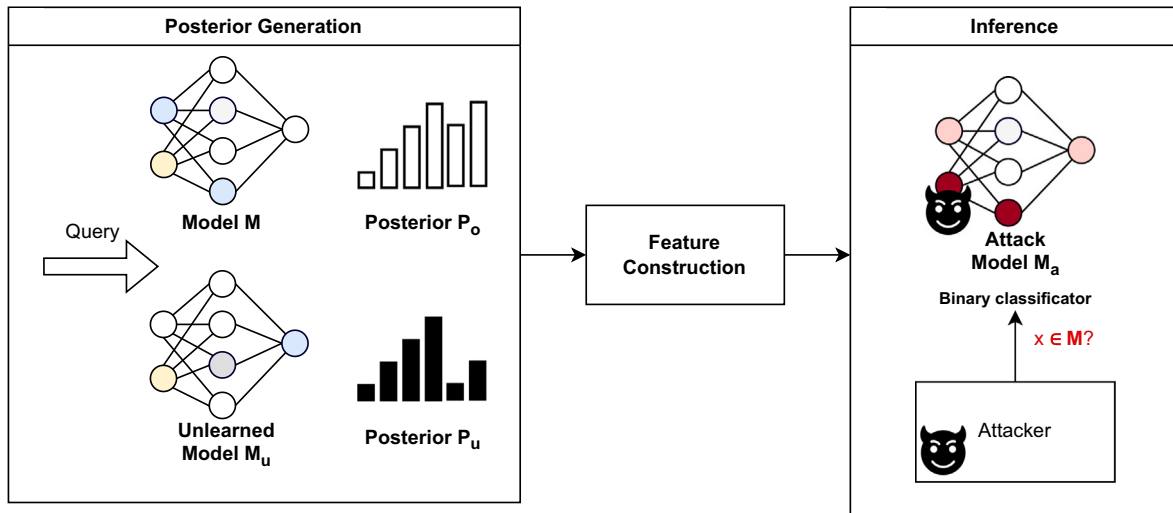 Posterior Generation
Model M
Posterior Po
Query
Unlearned
Model Mu
Posterior Pu
Feature
Construction
Inference
Attack
Model Ma
Binary classificator
x ∈ M?
Attacker